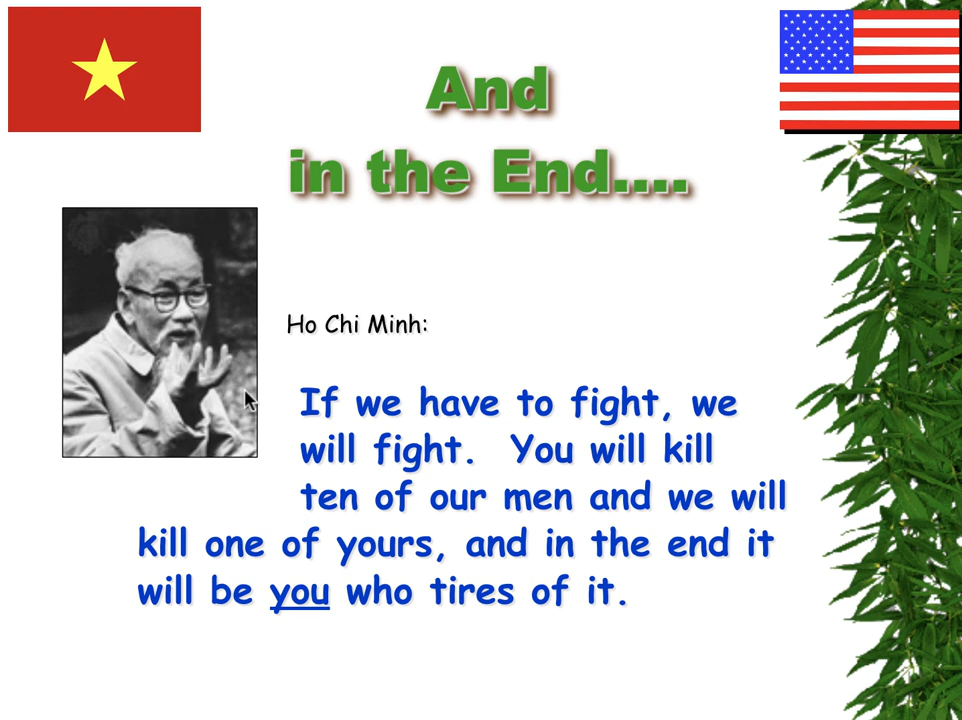 And
in the End....
Ho Chi Minh:
If we have to fight, we
will fight.  You will kill
ten of our men and we will
kill one of yours, and in the end it
will be you who tires of it.